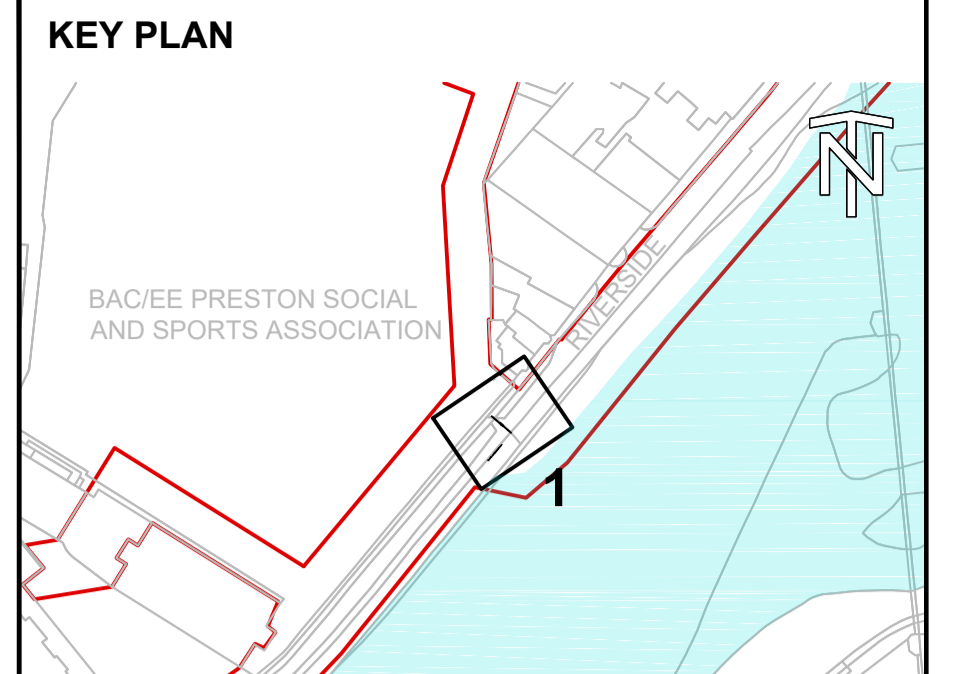 KEY PLAN
N
BAC/EE PRESTON SOCIAL
AND SPORTS ASSOCIATION
RIVERSIDE
1